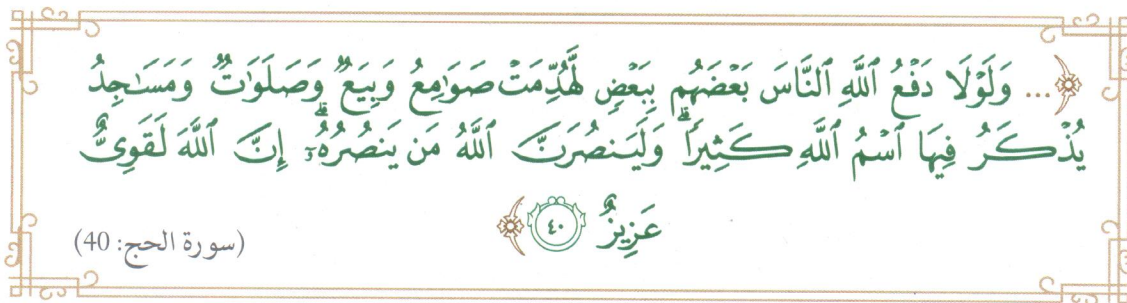 ﴿... وَلَوْلَا دَفْعُ ٱللَّهِ ٱلنَّاسَ بَعْضَهُم بِبَعْضٍ لَّهُدِّمَتْ صَوَٰمِعُ وَبِيَعٌ وَصَلَوَٰتٌ وَمَسَٰجِدُ
يُذْكَرُ فِيهَا ٱسْمُ ٱللَّهِ كَثِيرًاۗ وَلَيَنصُرَنَّ ٱللَّهُ مَن يَنصُرُهُۥٓۗ إِنَّ ٱللَّهَ لَقَوِىٌّ
عَزِيزٌ ٤٠﴾
(سورة الحج: 40)